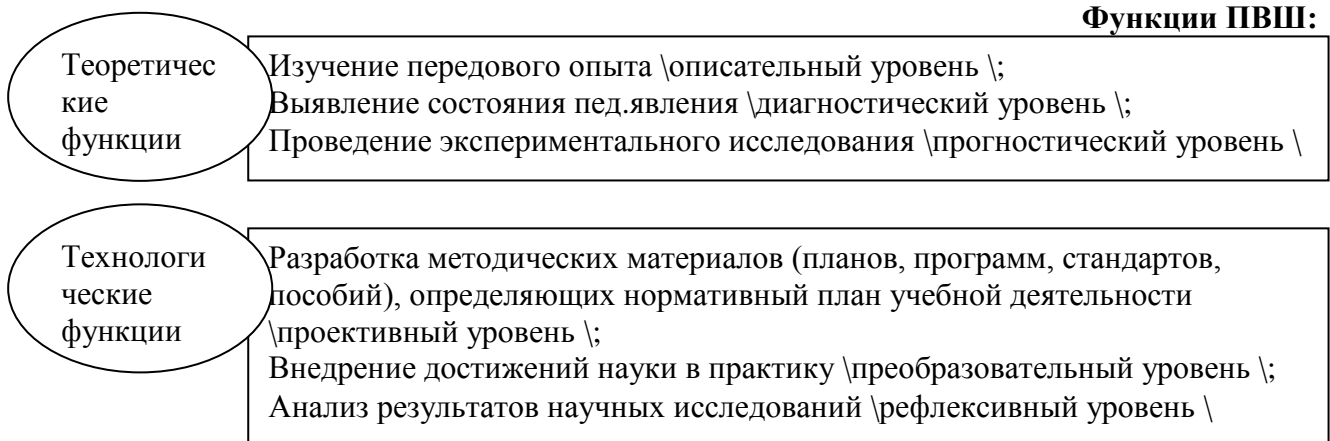 Функции ПВШ:
Теоретичес
кие
функции
Изучение передового опыта \описательный уровень \;
Выявление состояния пед.явления \диагностический уровень \;
Проведение экспериментального исследования \прогностический уровень \
Технологи
ческие
функции
Разработка методических материалов (планов, программ, стандартов,
пособий), определяющих нормативный план учебной деятельности
\проективный уровень \;
Внедрение достижений науки в практику \преобразовательный уровень \;
Анализ результатов научных исследований \рефлексивный уровень \